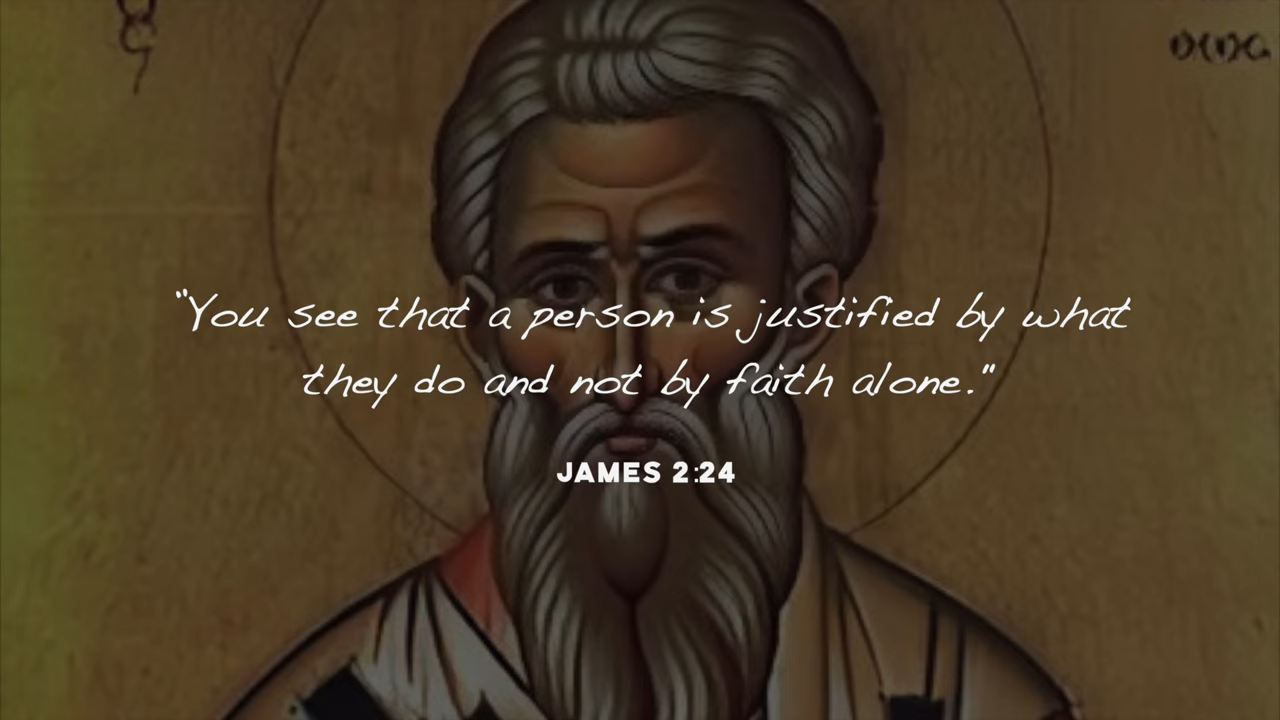 "You see that a person is justified by what
they do and not by faith alone."
JAMES 2:24